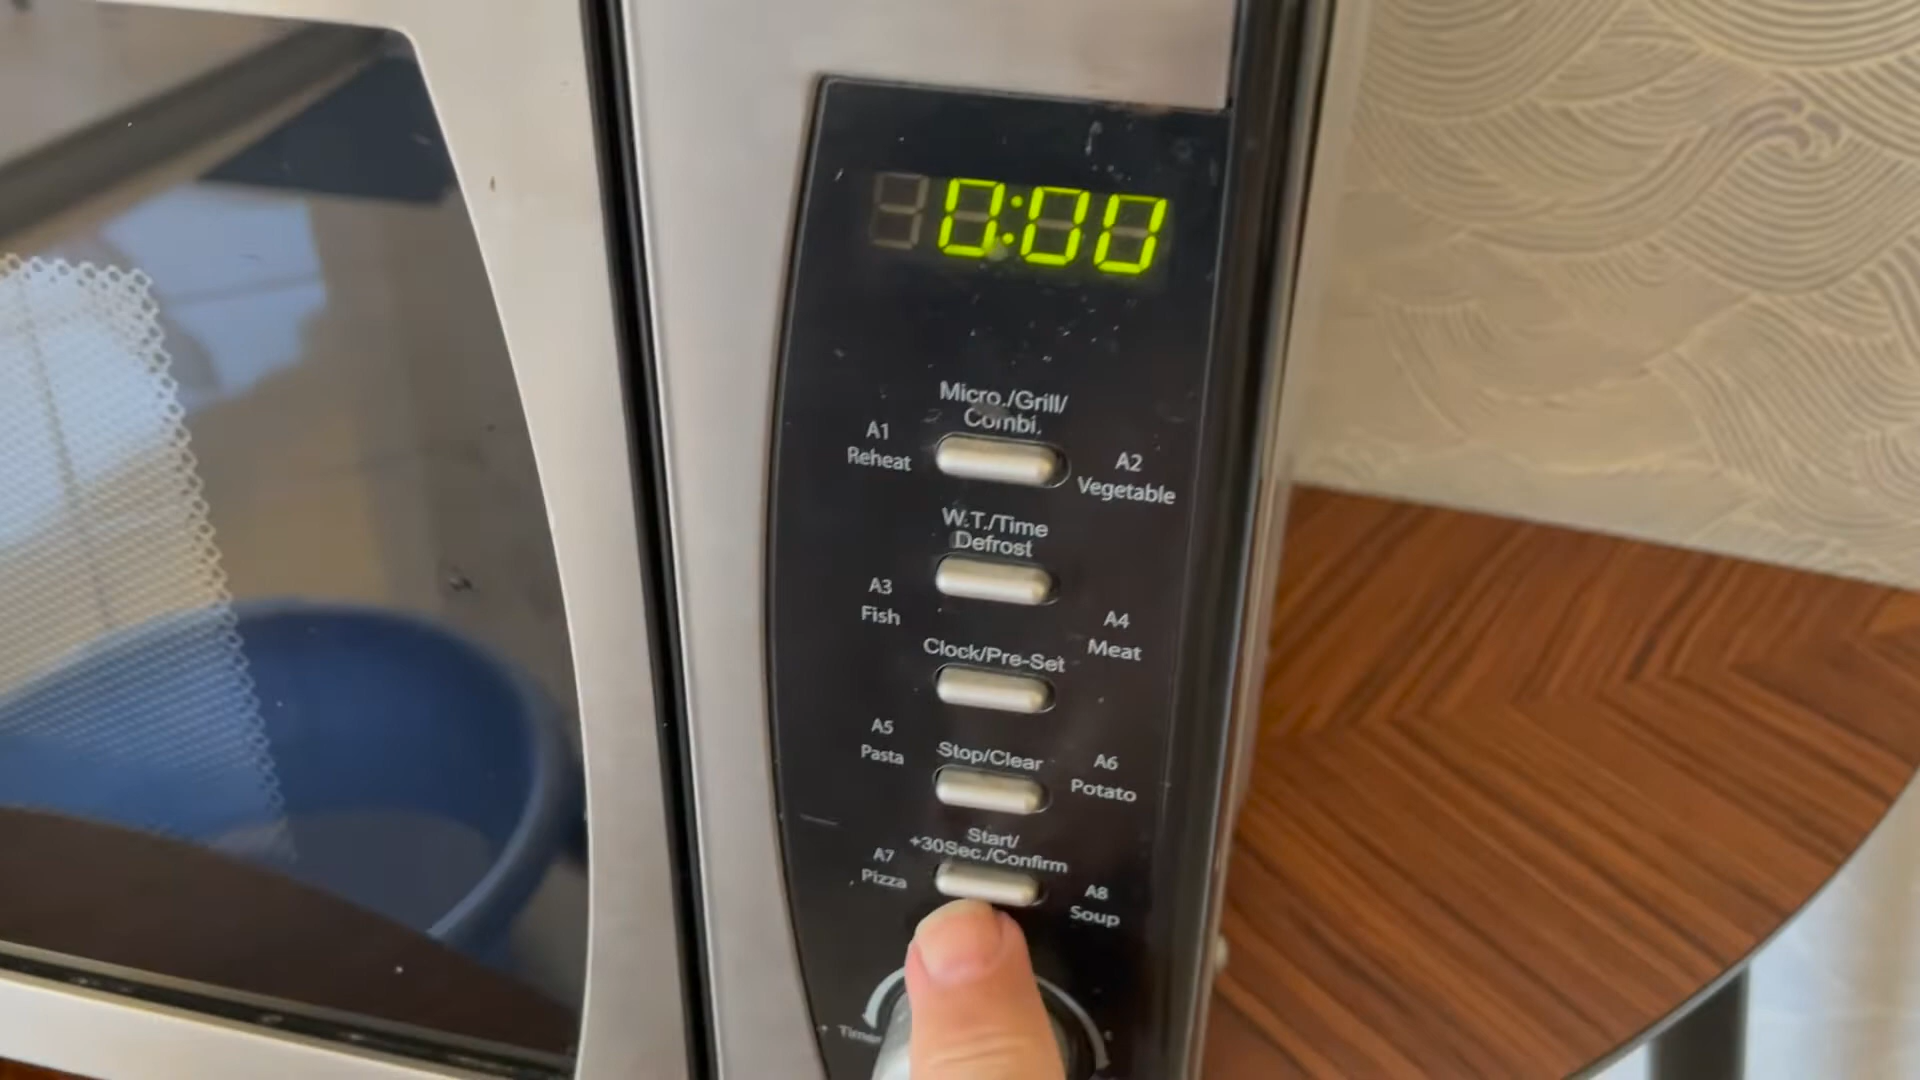 0:00
Micro./Grill/
Combi.
A1
Reheat
A2
Vegetable
W.T./Time
Defrost
A3
Fish
A4
Meat
Clock/Pre-Set
A5
Pasta
Stop/Clear
A6
Potato
Start/
+30Sec./Confirm
A7
Pizza
A8
Soup